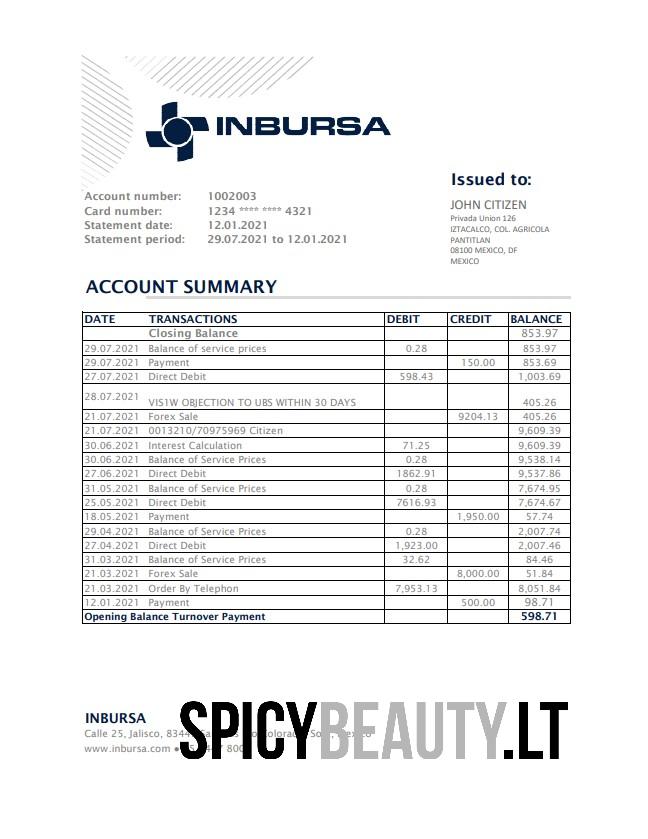 INBURSA
Issued to:
JOHN CITIZEN
Privada Union 126
IZTACALCO, COL. AGRICOLA
PANTITLAN
08100 MEXICO, DF
MEXICO
Account number: 1002003
Card number: 1234 **** **** 4321
Statement date: 12.01.2021
Statement period: 29.07.2021 to 12.01.2021
ACCOUNT SUMMARY
DATE TRANSACTIONS DEBIT CREDIT BALANCE
Closing Balance 853.97
29.07.2021 Balance of service prices 0.28 853.97
29.07.2021 Payment 150.00 853.69
27.07.2021 Direct Debit 598.43 1,003.69
28.07.2021 VIS1W OBJECTION TO UBS WITHIN 30 DAYS 405.26
21.07.2021 Forex Sale 9204.13 405.26
21.07.2021 0013210/70975969 Citizen 9,609.39
30.06.2021 Interest Calculation 71.25 9,609.39
30.06.2021 Balance of Service Prices 0.28 9,538.14
27.06.2021 Direct Debit 1862.91 9,537.86
31.05.2021 Balance of Service Prices 0.28 7,674.95
25.05.2021 Direct Debit 7616.93 7,674.67
18.05.2021 Payment 1,950.00 57.74
29.04.2021 Balance of Service Prices 0.28 2,007.74
27.04.2021 Direct Debit 1,923.00 2,007.46
31.03.2021 Balance of Service Prices 32.62 84.46
21.03.2021 Forex Sale 8,000.00 51.84
21.03.2021 Order By Telephon 7,953.13 8,051.84
12.01.2021 Payment 500.00 98.71
Opening Balance Turnover Payment 598.71
INBURSA
SPICYBEAUTY.LT
Calle 25, Jalisco,
www.inbursa.com •